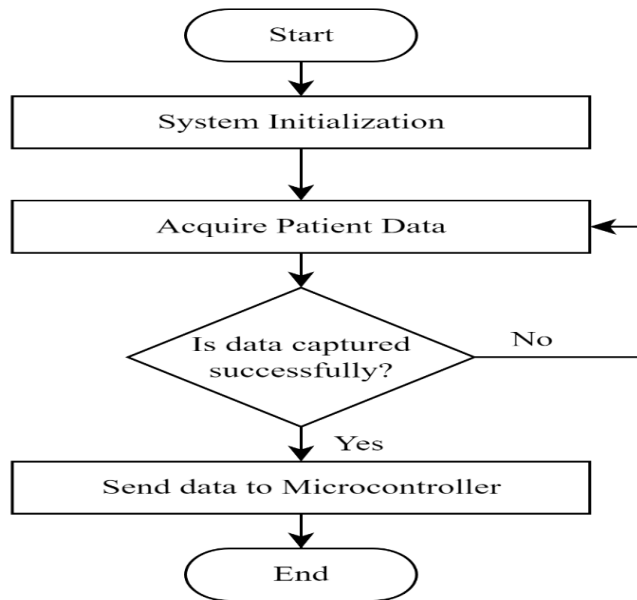 Start
System Initialization
Acquire Patient Data
Is data captured
successfully?
No
Yes
Send data to Microcontroller
End